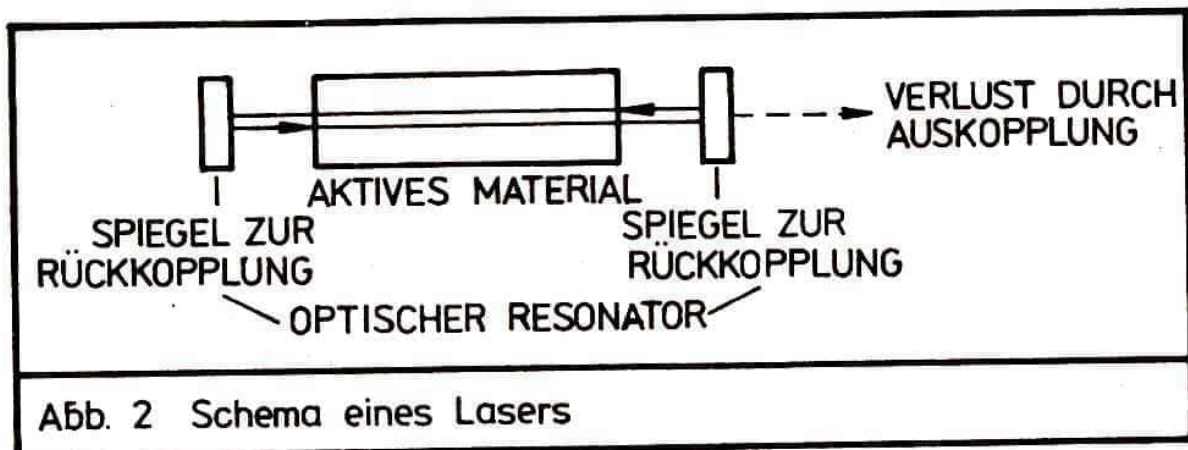 VERLUST DURCH
AUSKOPPLUNG
AKTIVES MATERIAL
SPIEGEL ZUR
RÜCKKOPPLUNG
SPIEGEL ZUR
RÜCKKOPPLUNG
OPTISCHER RESONATOR
Abb. 2 Schema eines Lasers